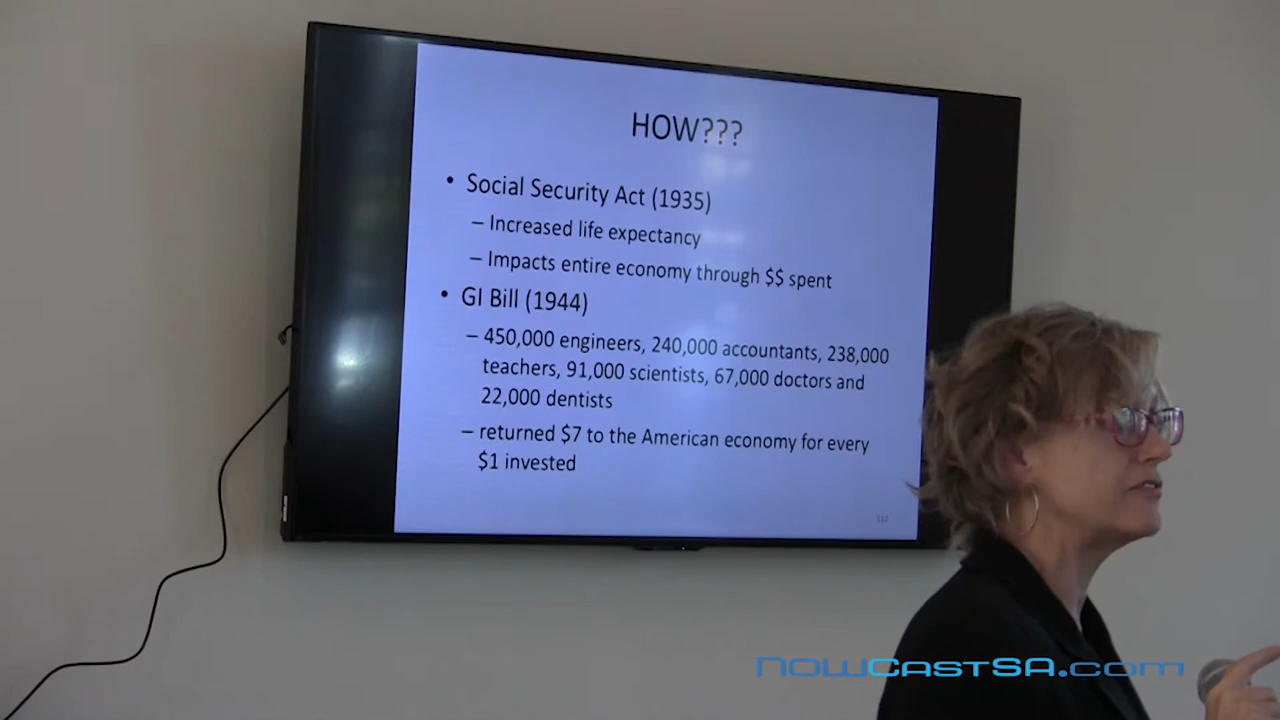 HOW???
• Social Security Act (1935)
– Increased life expectancy
– Impacts entire economy through $$ spent
• GI Bill (1944)
– 450,000 engineers, 240,000 accountants, 238,000
teachers, 91,000 scientists, 67,000 doctors and
22,000 dentists
– returned $7 to the American economy for every
$1 invested
112
nowcastSA.com